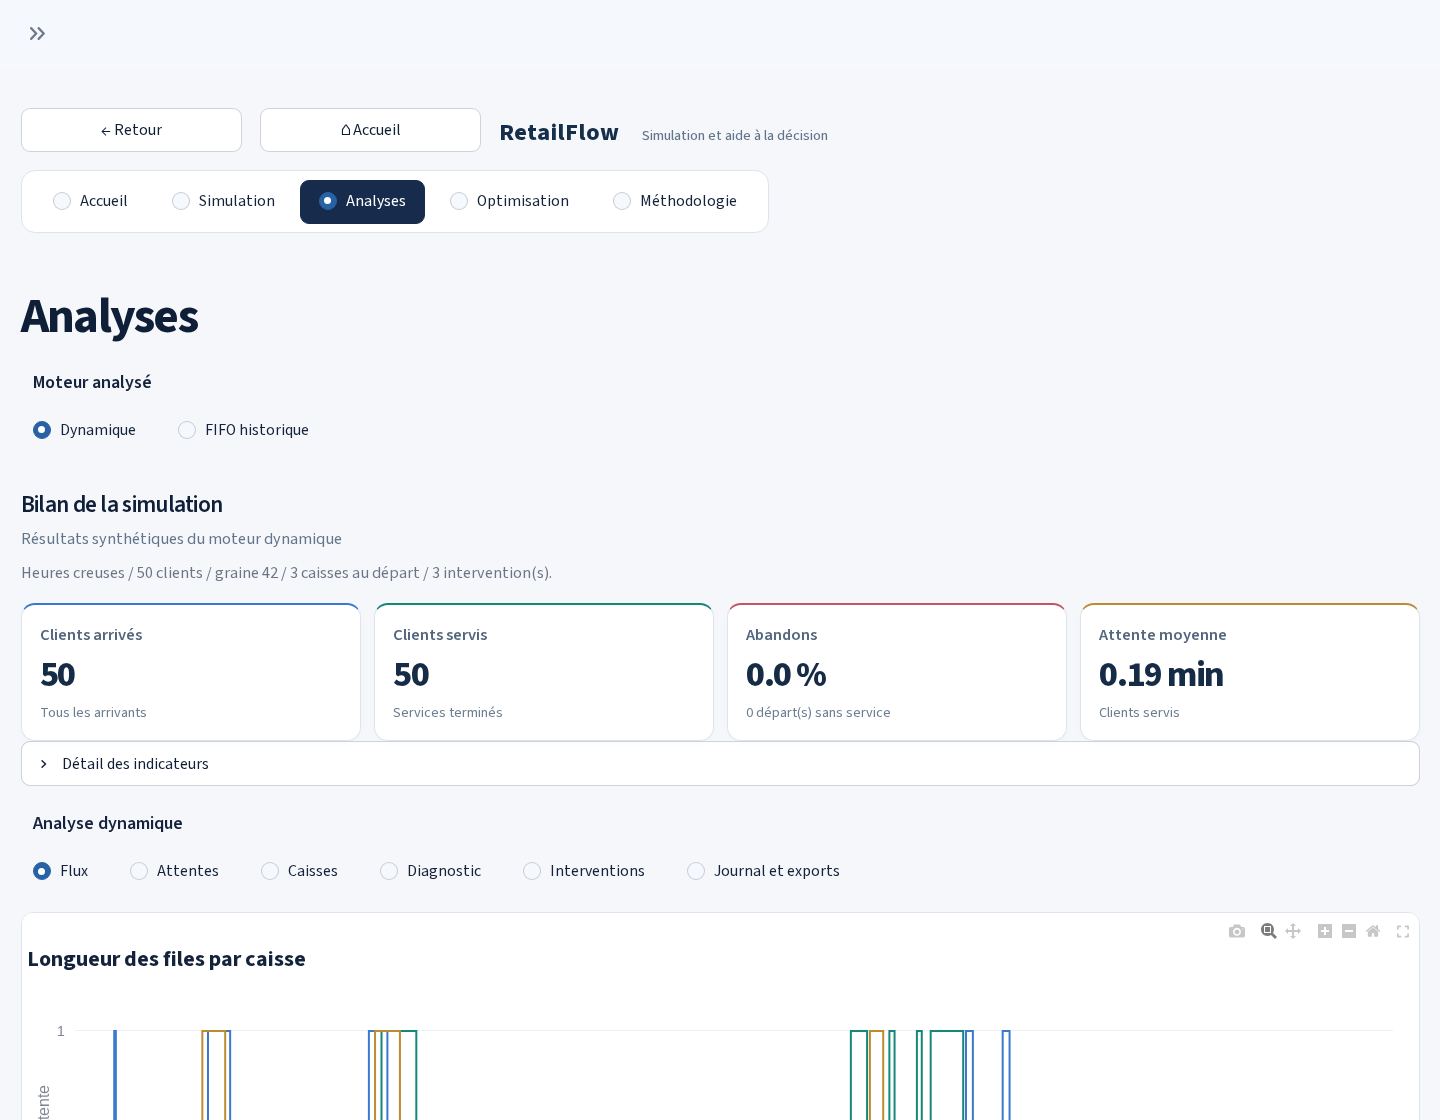 ← Retour
⌂ Accueil
RetailFlow
Simulation et aide à la décision
Accueil
Simulation
Analyses
Optimisation
Méthodologie
Analyses
Moteur analysé
Dynamique
FIFO historique
Bilan de la simulation
Résultats synthétiques du moteur dynamique
Heures creuses / 50 clients / graine 42 / 3 caisses au départ / 3 intervention(s).
Clients arrivés
50
Tous les arrivants
Clients servis
50
Services terminés
Abandons
0.0 %
0 départ(s) sans service
Attente moyenne
0.19 min
Clients servis
Détail des indicateurs
Analyse dynamique
Flux
Attentes
Caisses
Diagnostic
Interventions
Journal et exports
Longueur des files par caisse
1